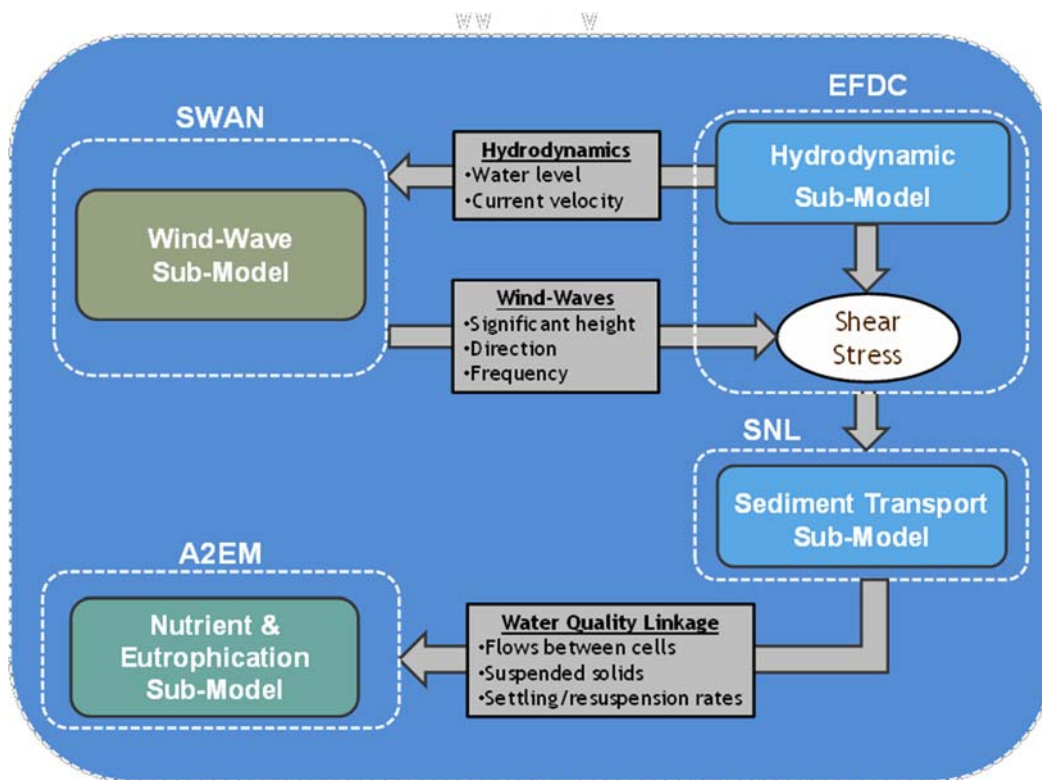 EFDC
SWAN
Hydrodynamics
•Water level
•Current velocity
Hydrodynamic
Sub-Model
Wind-Wave
Sub-Model
Wind-Waves
•Significant height
•Direction
•Frequency
Shear
Stress
SNL
Sediment Transport
Sub-Model
A2EM
Nutrient &
Eutrophication
Sub-Model
Water Quality Linkage
•Flows between cells
•Suspended solids
•Settling/resuspension rates